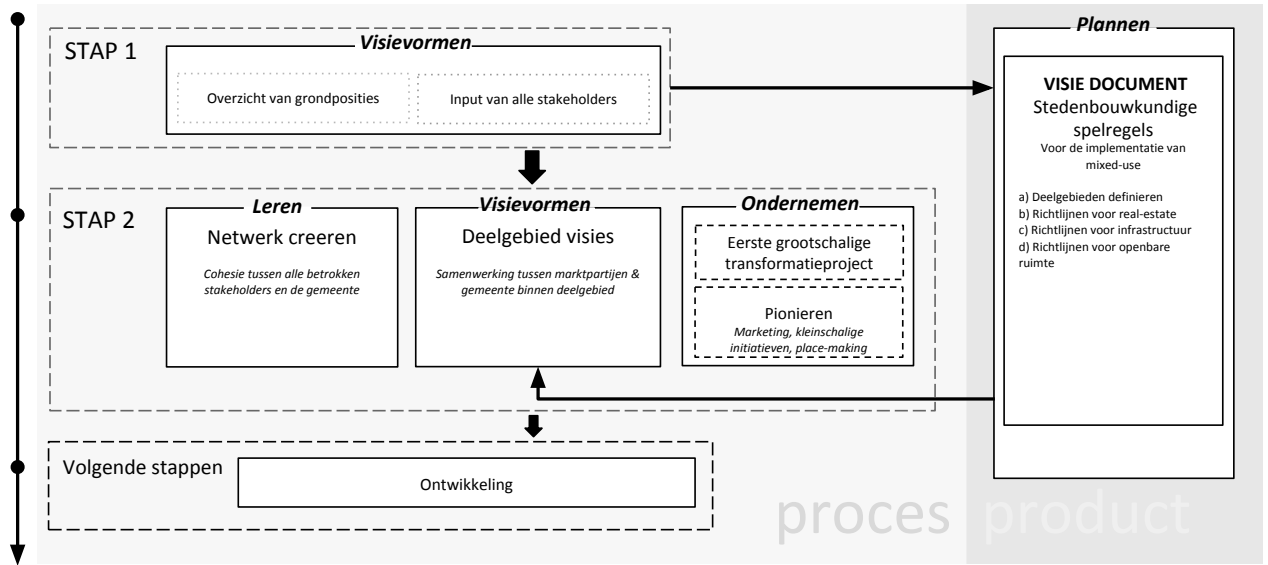 STAP 1
Visievormen
Overzicht van grondposities
Input van alle stakeholders
STAP 2
Leren
Netwerk creeren
Cohesie tussen alle betrokken
stakeholders en de gemeente
Visievormen
Deelgebied visies
Samenwerking tussen marktpartijen &
gemeente binnen deelgebied
Ondernemen
Eerste grootschalige
transformatieproject
Pionieren
Marketing, kleinschalige
initiatieven, place-making
Volgende stappen
Ontwikkeling
Plannen
VISIE DOCUMENT
Stedenbouwkundige
spelregels
Voor de implementatie van
mixed-use
a) Deelgebieden definieren
b) Richtlijnen voor real-estate
c) Richtlijnen voor infrastructuur
d) Richtlijnen voor openbare
ruimte
proces product